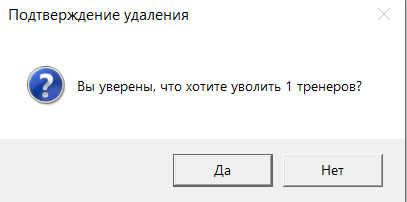 Подтверждение удаления
Вы уверены, что хотите уволить 1 тренеров?
Да
Нет